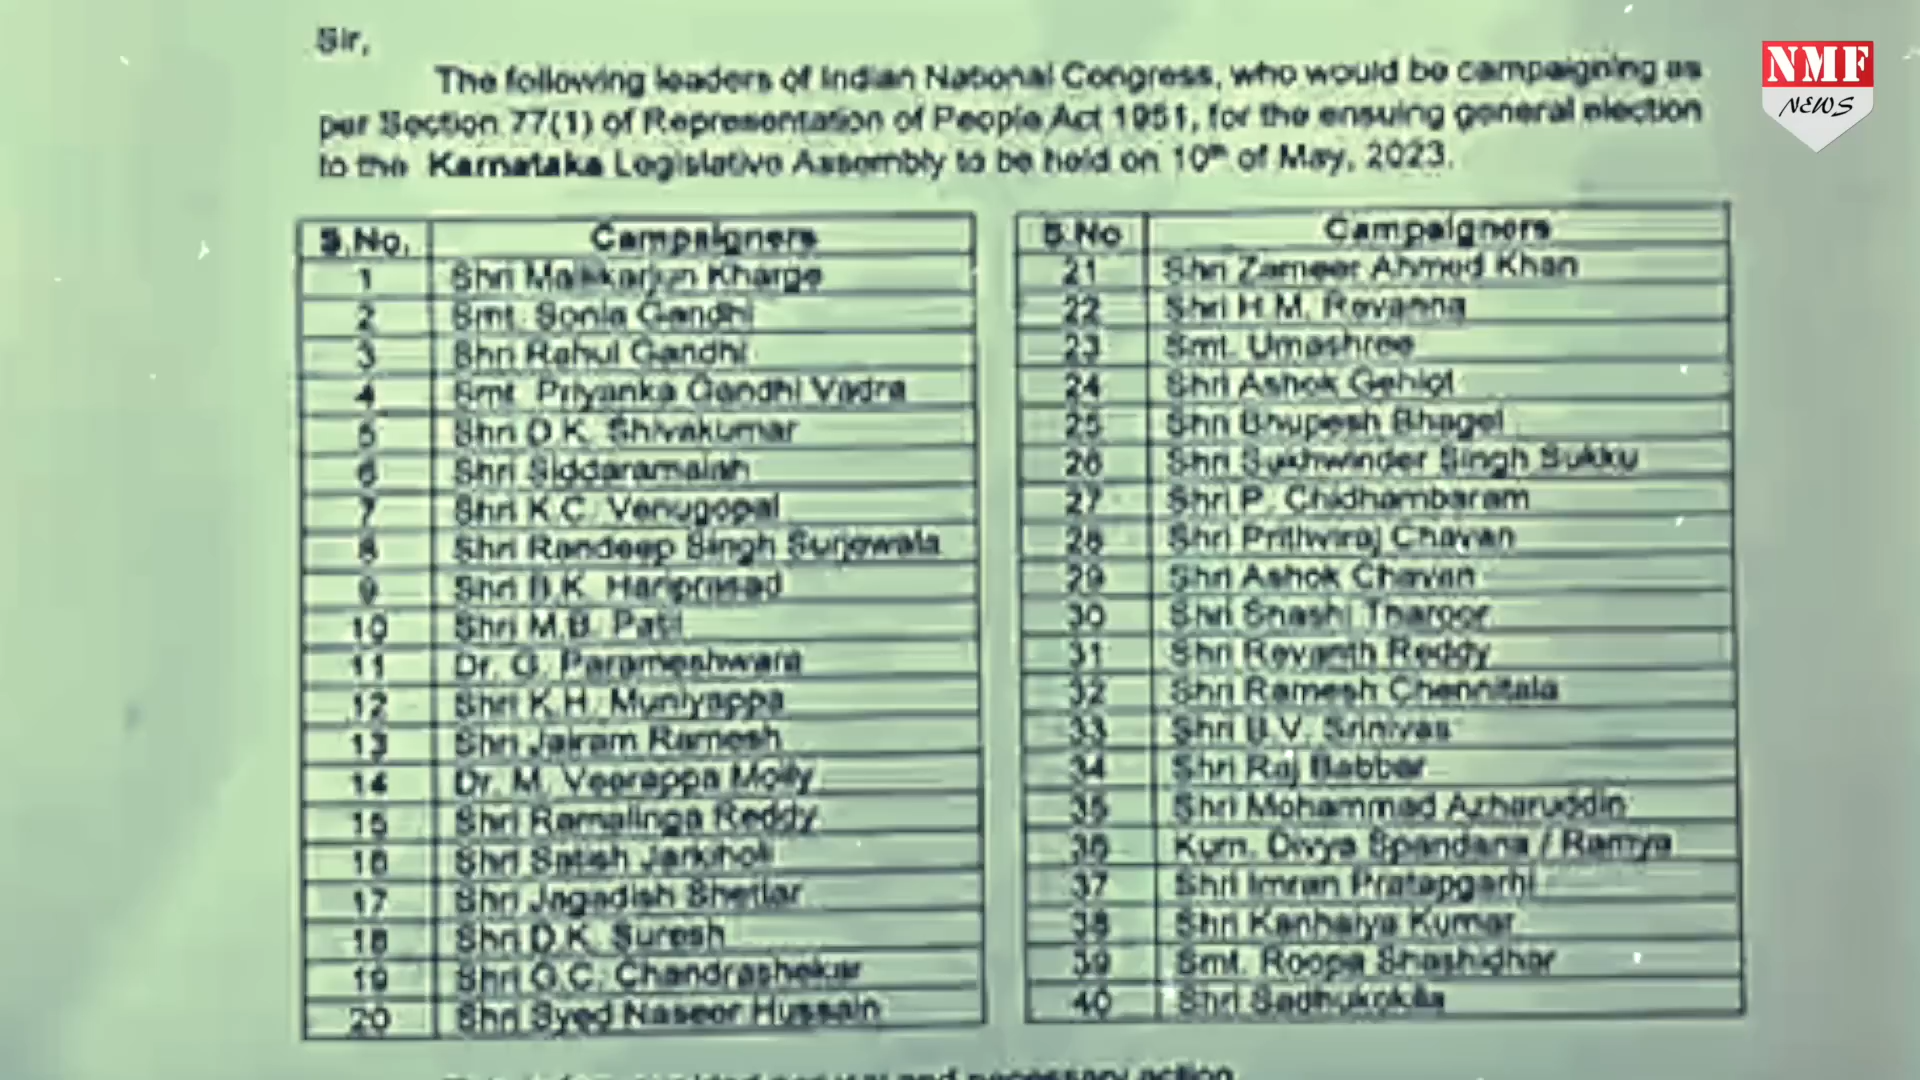 Sir,
The following leaders of Indian National Congress, who would be campaigning as
per Section 77(1) of Representation of People Act 1951, for the ensuing general election
to the Karnataka Legislative Assembly to be held on 10th of May, 2023.
S.No. Campaigners
1 Shri Mallikarjun Kharge
2 Smt. Sonia Gandhi
3 Shri Rahul Gandhi
4 Smt. Priyanka Gandhi Vadra
5 Shri D.K. Shivakumar
6 Shri Siddaramaiah
7 Shri K.C. Venugopal
8 Shri Randeep Singh Surjewala
9 Shri B.K. Hariprasad
10 Shri M.B. Patil
11 Dr. G. Parameshwara
12 Shri K.H. Muniyappa
13 Shri Jairam Ramesh
14 Dr. M. Veerappa Moily
15 Shri Ramalinga Reddy
16 Shri Satish Jarkiholi
17 Shri Jagadish Shettar
18 Shri D.K. Suresh
19 Shri G.C. Chandrashekar
20 Shri Syed Naseer Hussain
S.No Campaigners
21 Shri Zameer Ahmed Khan
22 Shri H.M. Revanna
23 Smt. Umashree
24 Shri Ashok Gehlot
25 Shri Bhupesh Bhagel
26 Shri Sukhwinder Singh Sukku
27 Shri P. Chidhambaram
28 Shri Prithviraj Chavan
29 Shri Ashok Chavan
30 Shri Shashi Tharoor
31 Shri Revanth Reddy
32 Shri Ramesh Chennitala
33 Shri B.V. Srinivas
34 Shri Raj Babbar
35 Shri Mohammad Azharuddin
36 Kum. Divya Spandana / Ramya
37 Shri Imran Pratapgarhi
38 Shri Kanhaiya Kumar
39 Smt. Roopa Shashidhar
40 Shri Sadhukokila
and necessary action
NMF
NEWS